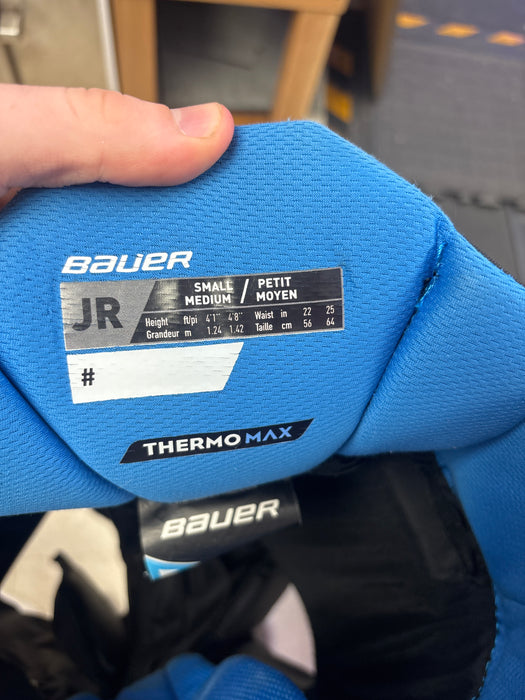 BAUER
JR SMALL / PETIT
MEDIUM MOYEN
Height ft/pi 4'1" 4'8" Waist in 22 25
Grandeur m 1.24 1.42 Taille cm 56 64
#
THERMOMAX
BAUER